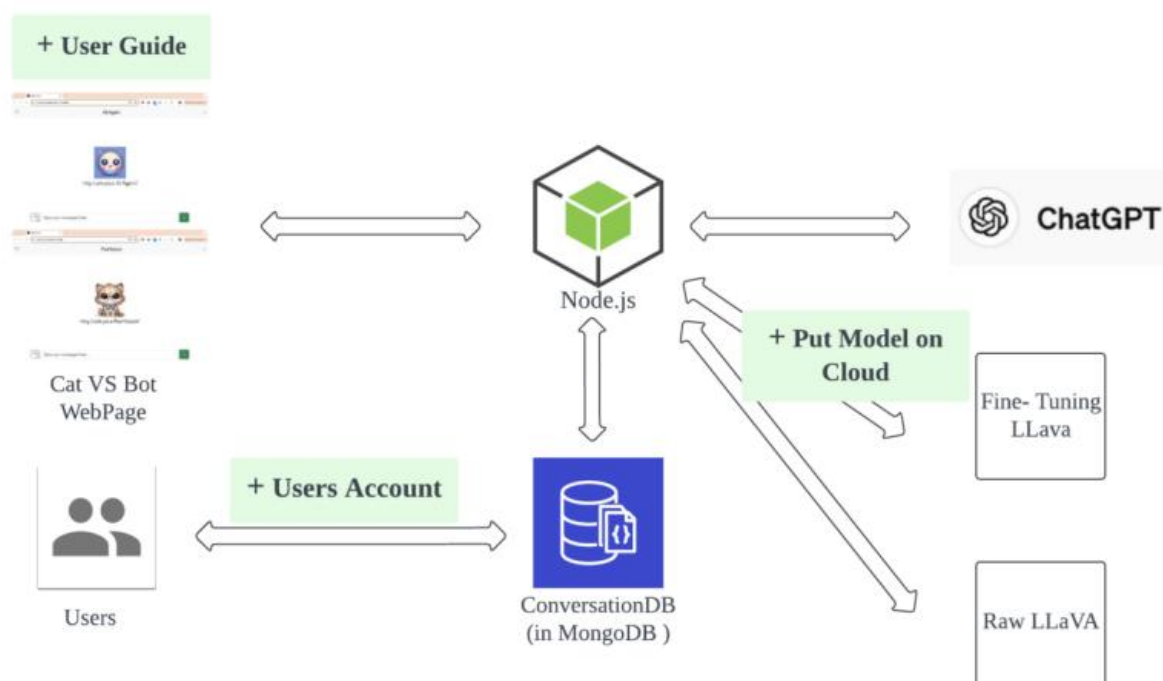 + User Guide
Node.js
ChatGPT
+ Put Model on
Cloud
Cat VS Bot
WebPage
Fine- Tuning
LLava
+ Users Account
Users
ConversationDB
(in MongoDB )
Raw LLaVA